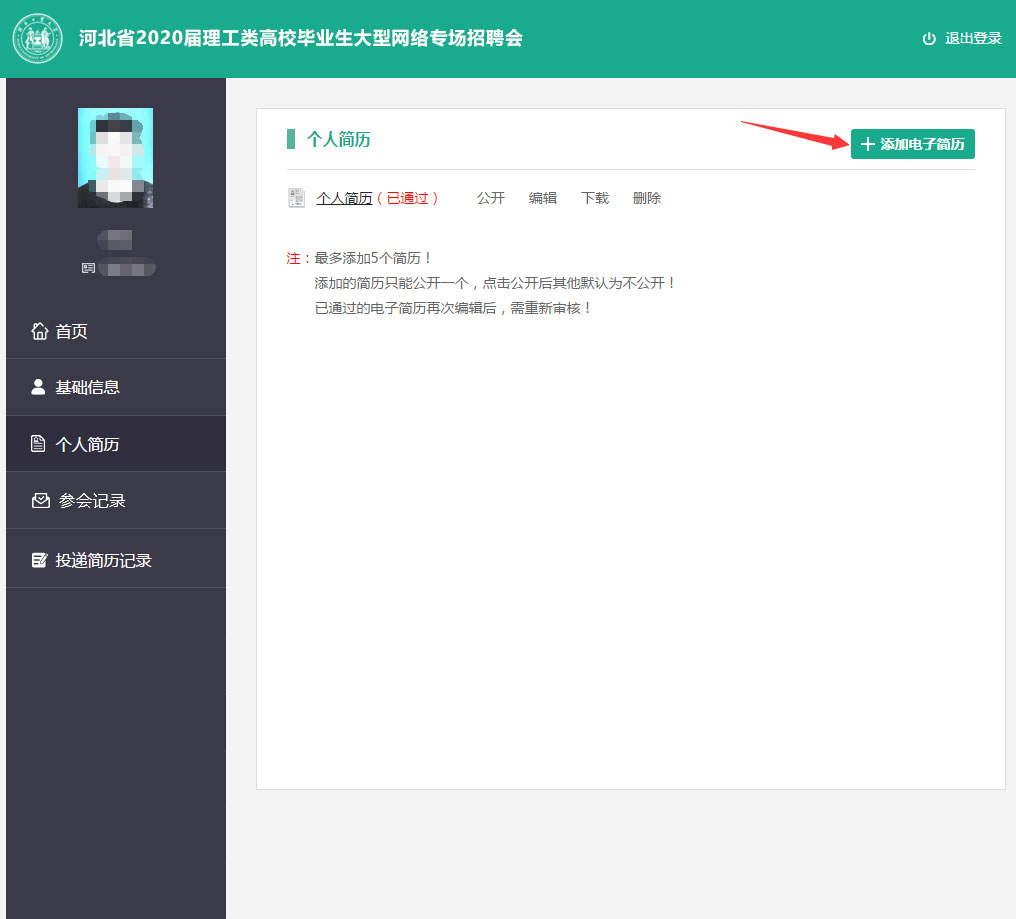 河北省2020届理工类高校毕业生大型网络专场招聘会
退出登录
首页
基础信息
个人简历
参会记录
投递简历记录
个人简历
添加电子简历
个人简历（已通过） 公开 编辑 下载 删除
注：最多添加5个简历！
添加的简历只能公开一个，点击公开后其他默认为不公开！
已通过的电子简历再次编辑后，需重新审核！